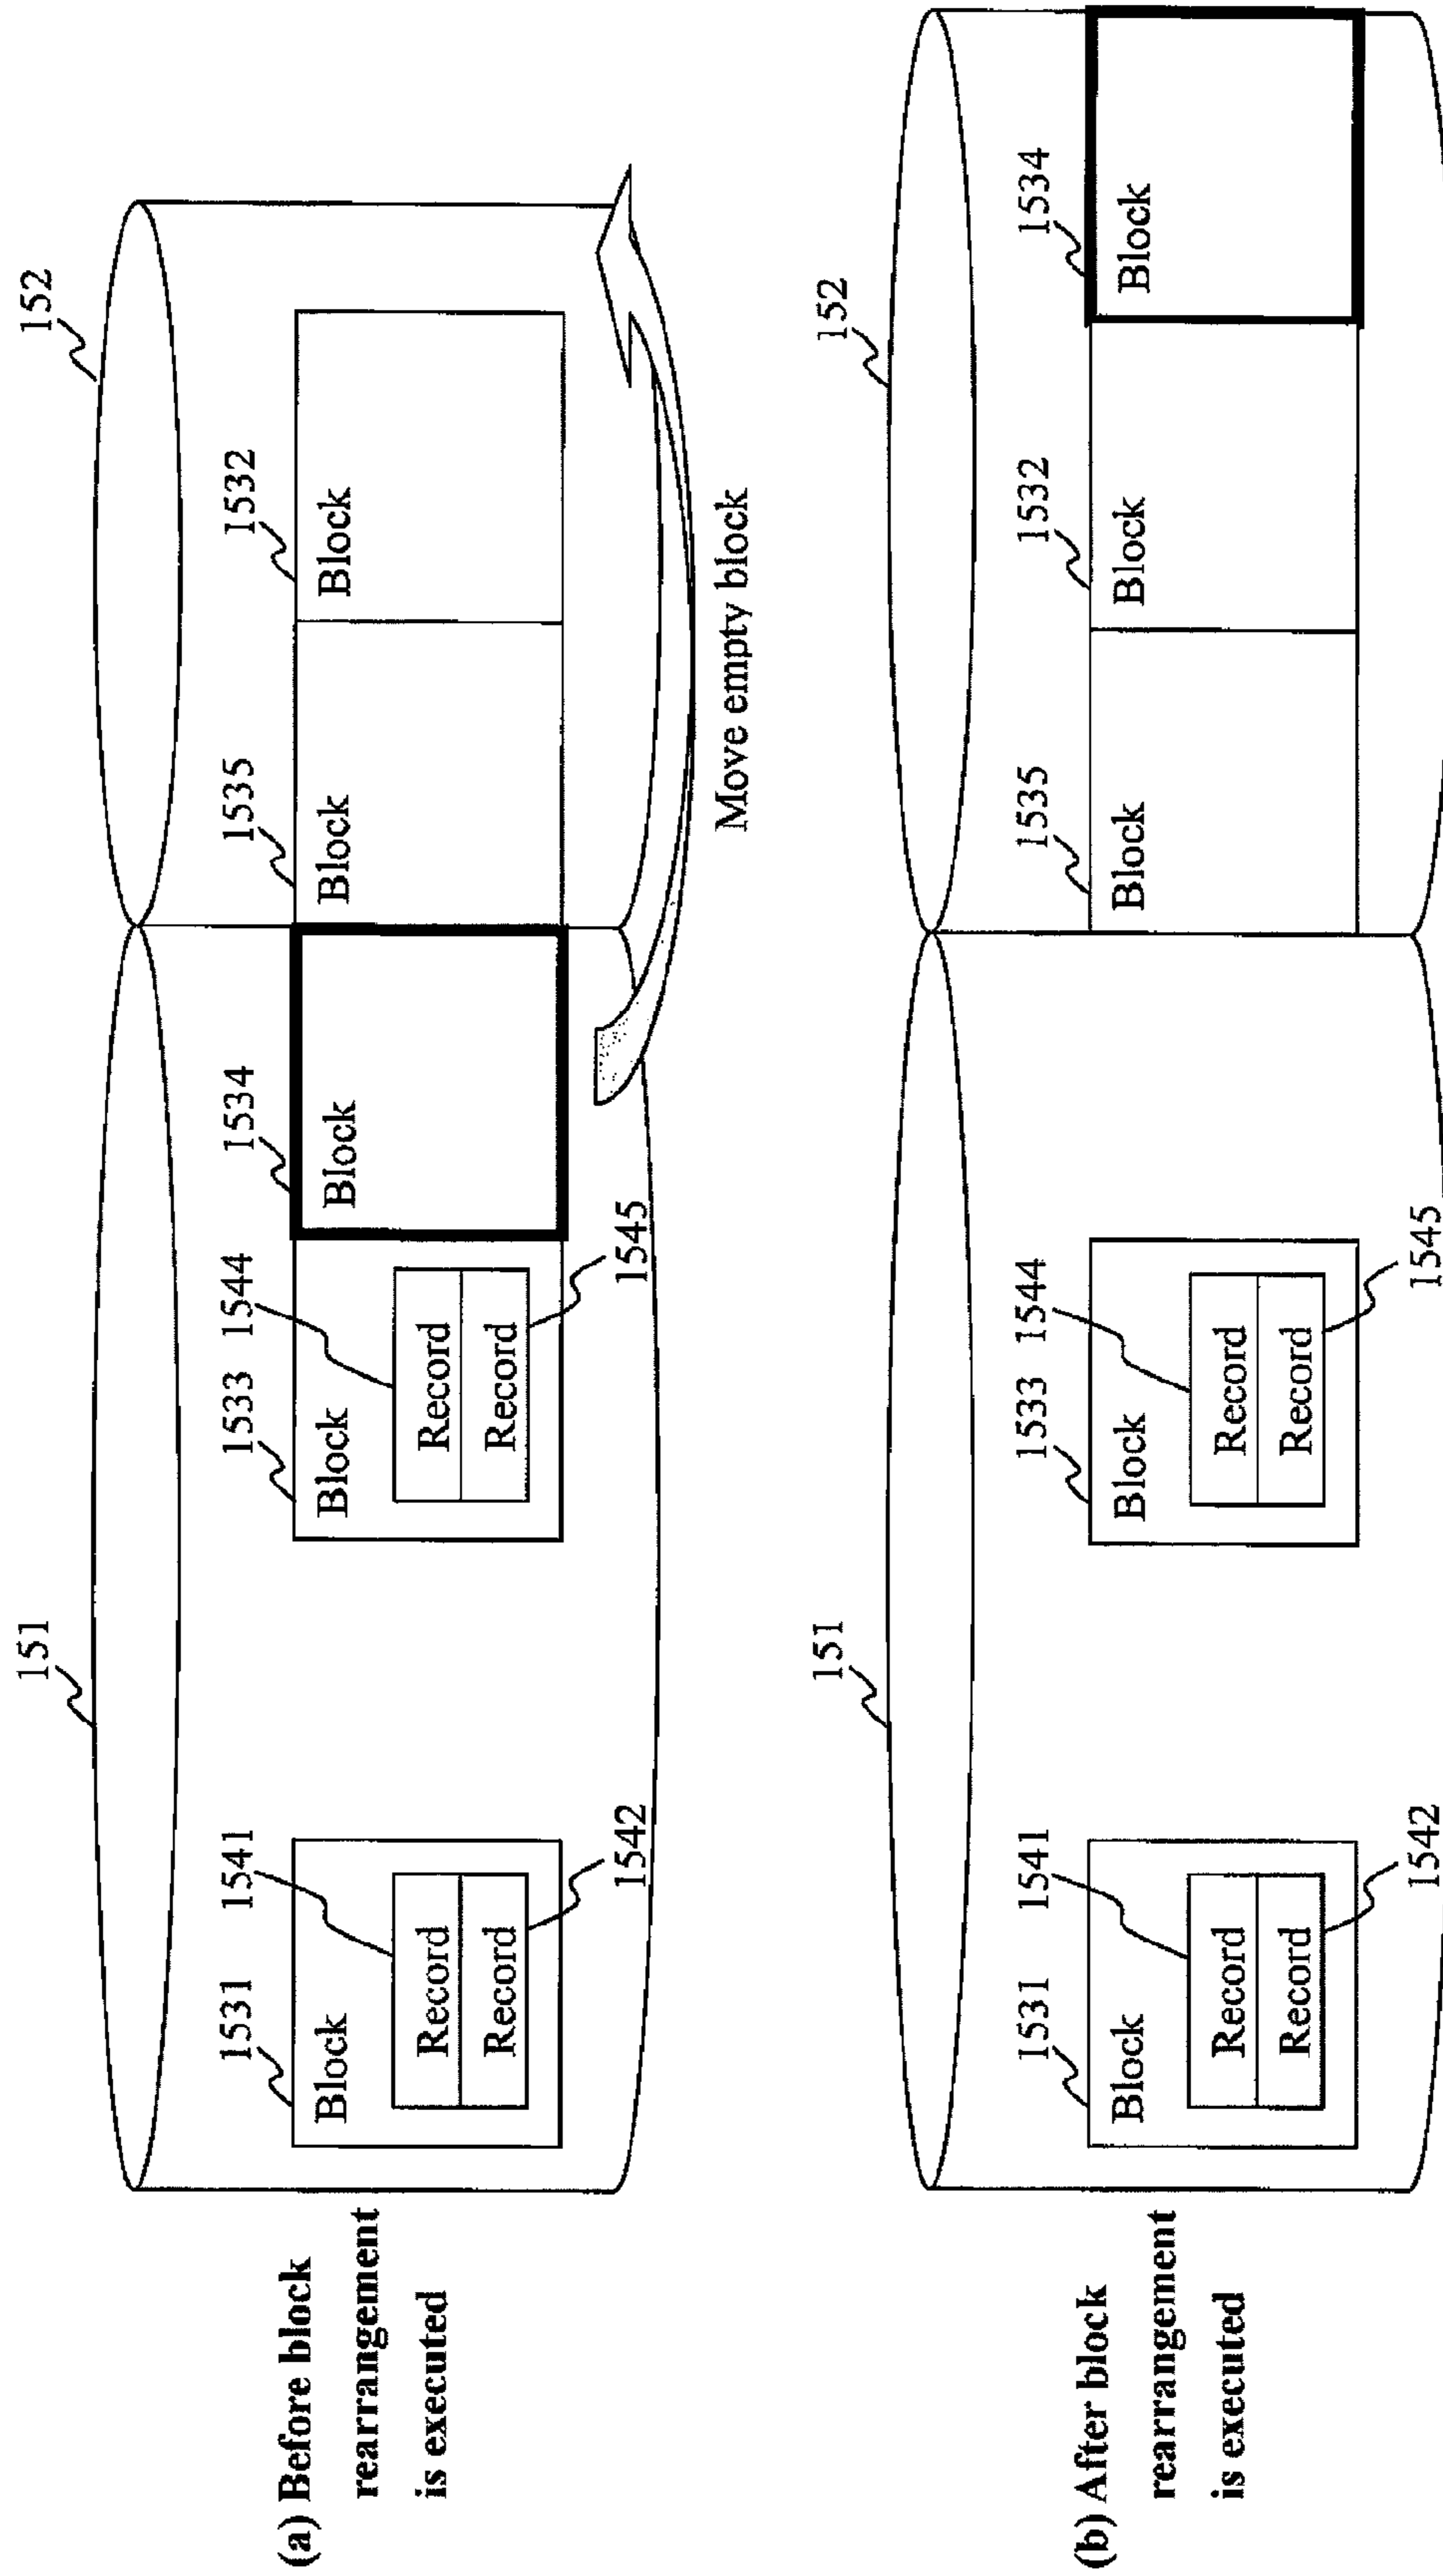 (a) Before block
rearrangement
is executed
151
152
1531
1541
1533
1544
1534
1535
1532
Block
Block
Block
Block
Block
Record
Record
Record
Record
1542
1545
Move empty block
(b) After block
rearrangement
is executed
151
152
1531
1541
1533
1544
1535
1532
1534
Block
Block
Block
Block
Block
Record
Record
Record
Record
1542
1545